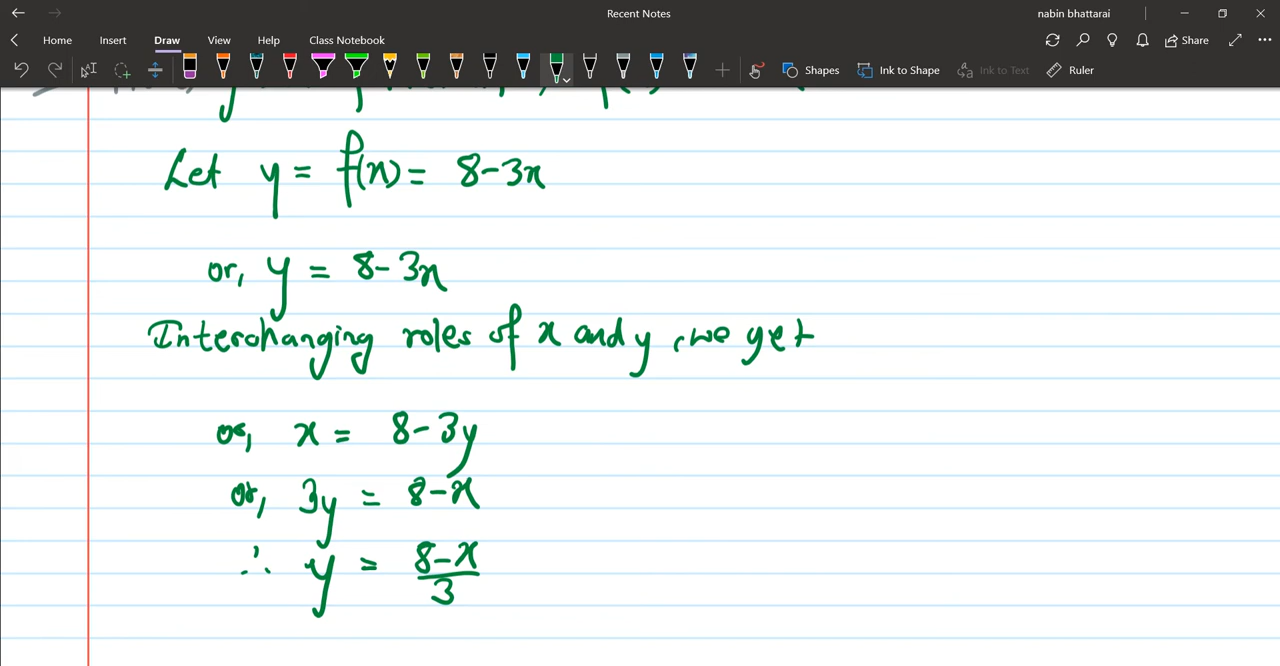 Recent Notes
nabin bhattarai
Home Insert Draw View Help Class Notebook
Share
Shapes Ink to Shape Ink to Text Ruler
Let y = f(x) = 8-3x
or, y = 8-3x
Interchanging roles of x and y, we get
or, x = 8-3y
or, 3y = 8-x
∴ y = 8-x
3